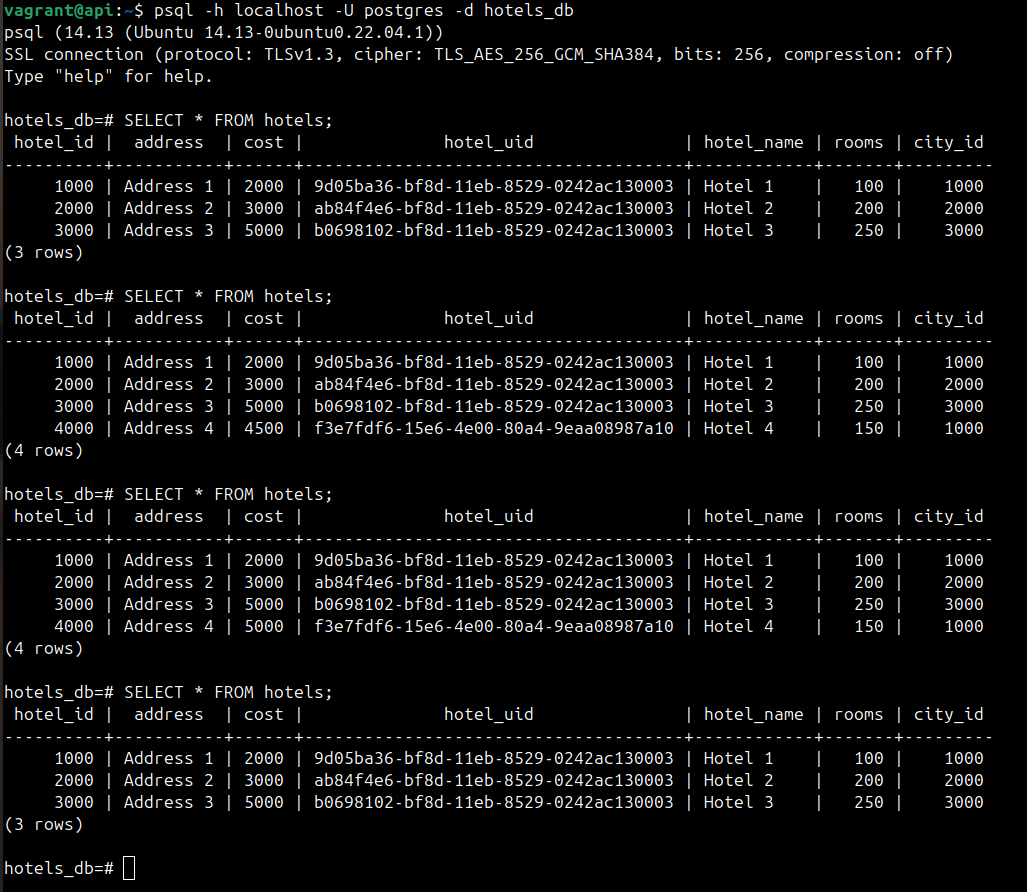 vagrant@api:~$ psql -h localhost -U postgres -d hotels_db
psql (14.13 (Ubuntu 14.13-0ubuntu0.22.04.1))
SSL connection (protocol: TLSv1.3, cipher: TLS_AES_256_GCM_SHA384, bits: 256, compression: off)
Type "help" for help.

hotels_db=# SELECT * FROM hotels;
 hotel_id |  address  | cost |              hotel_uid               | hotel_name | rooms | city_id
----------+-----------+------+--------------------------------------+------------+-------+---------
     1000 | Address 1 | 2000 | 9d05ba36-bf8d-11eb-8529-0242ac130003 | Hotel 1    |   100 |    1000
     2000 | Address 2 | 3000 | ab84f4e6-bf8d-11eb-8529-0242ac130003 | Hotel 2    |   200 |    2000
     3000 | Address 3 | 5000 | b0698102-bf8d-11eb-8529-0242ac130003 | Hotel 3    |   250 |    3000
(3 rows)

hotels_db=# SELECT * FROM hotels;
 hotel_id |  address  | cost |              hotel_uid               | hotel_name | rooms | city_id
----------+-----------+------+--------------------------------------+------------+-------+---------
     1000 | Address 1 | 2000 | 9d05ba36-bf8d-11eb-8529-0242ac130003 | Hotel 1    |   100 |    1000
     2000 | Address 2 | 3000 | ab84f4e6-bf8d-11eb-8529-0242ac130003 | Hotel 2    |   200 |    2000
     3000 | Address 3 | 5000 | b0698102-bf8d-11eb-8529-0242ac130003 | Hotel 3    |   250 |    3000
     4000 | Address 4 | 4500 | f3e7fdf6-15e6-4e00-80a4-9eaa08987a10 | Hotel 4    |   150 |    1000
(4 rows)

hotels_db=# SELECT * FROM hotels;
 hotel_id |  address  | cost |              hotel_uid               | hotel_name | rooms | city_id
----------+-----------+------+--------------------------------------+------------+-------+---------
     1000 | Address 1 | 2000 | 9d05ba36-bf8d-11eb-8529-0242ac130003 | Hotel 1    |   100 |    1000
     2000 | Address 2 | 3000 | ab84f4e6-bf8d-11eb-8529-0242ac130003 | Hotel 2    |   200 |    2000
     3000 | Address 3 | 5000 | b0698102-bf8d-11eb-8529-0242ac130003 | Hotel 3    |   250 |    3000
     4000 | Address 4 | 5000 | f3e7fdf6-15e6-4e00-80a4-9eaa08987a10 | Hotel 4    |   150 |    1000
(4 rows)

hotels_db=# SELECT * FROM hotels;
 hotel_id |  address  | cost |              hotel_uid               | hotel_name | rooms | city_id
----------+-----------+------+--------------------------------------+------------+-------+---------
     1000 | Address 1 | 2000 | 9d05ba36-bf8d-11eb-8529-0242ac130003 | Hotel 1    |   100 |    1000
     2000 | Address 2 | 3000 | ab84f4e6-bf8d-11eb-8529-0242ac130003 | Hotel 2    |   200 |    2000
     3000 | Address 3 | 5000 | b0698102-bf8d-11eb-8529-0242ac130003 | Hotel 3    |   250 |    3000
(3 rows)

hotels_db=#